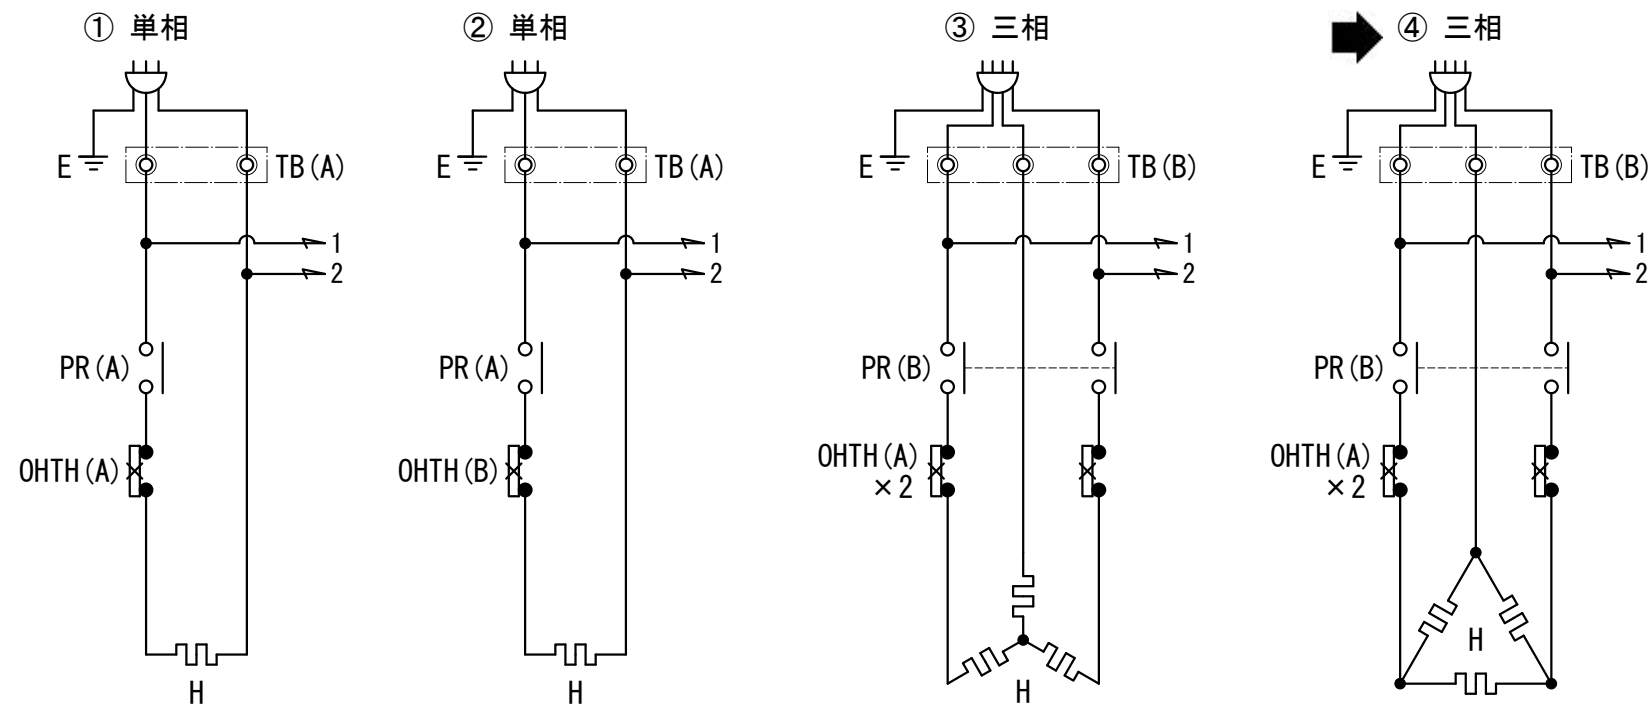 ① 単相
② 単相
③ 三相
④ 三相
E
TB(A)
E
TB(A)
E
TB(B)
E
TB(B)
1
1
1
1
2
2
2
2
PR(A)
PR(A)
PR(B)
PR(B)
OHTH(A)
OHTH(B)
OHTH(A)
×2
OHTH(A)
×2
H
H
H
H